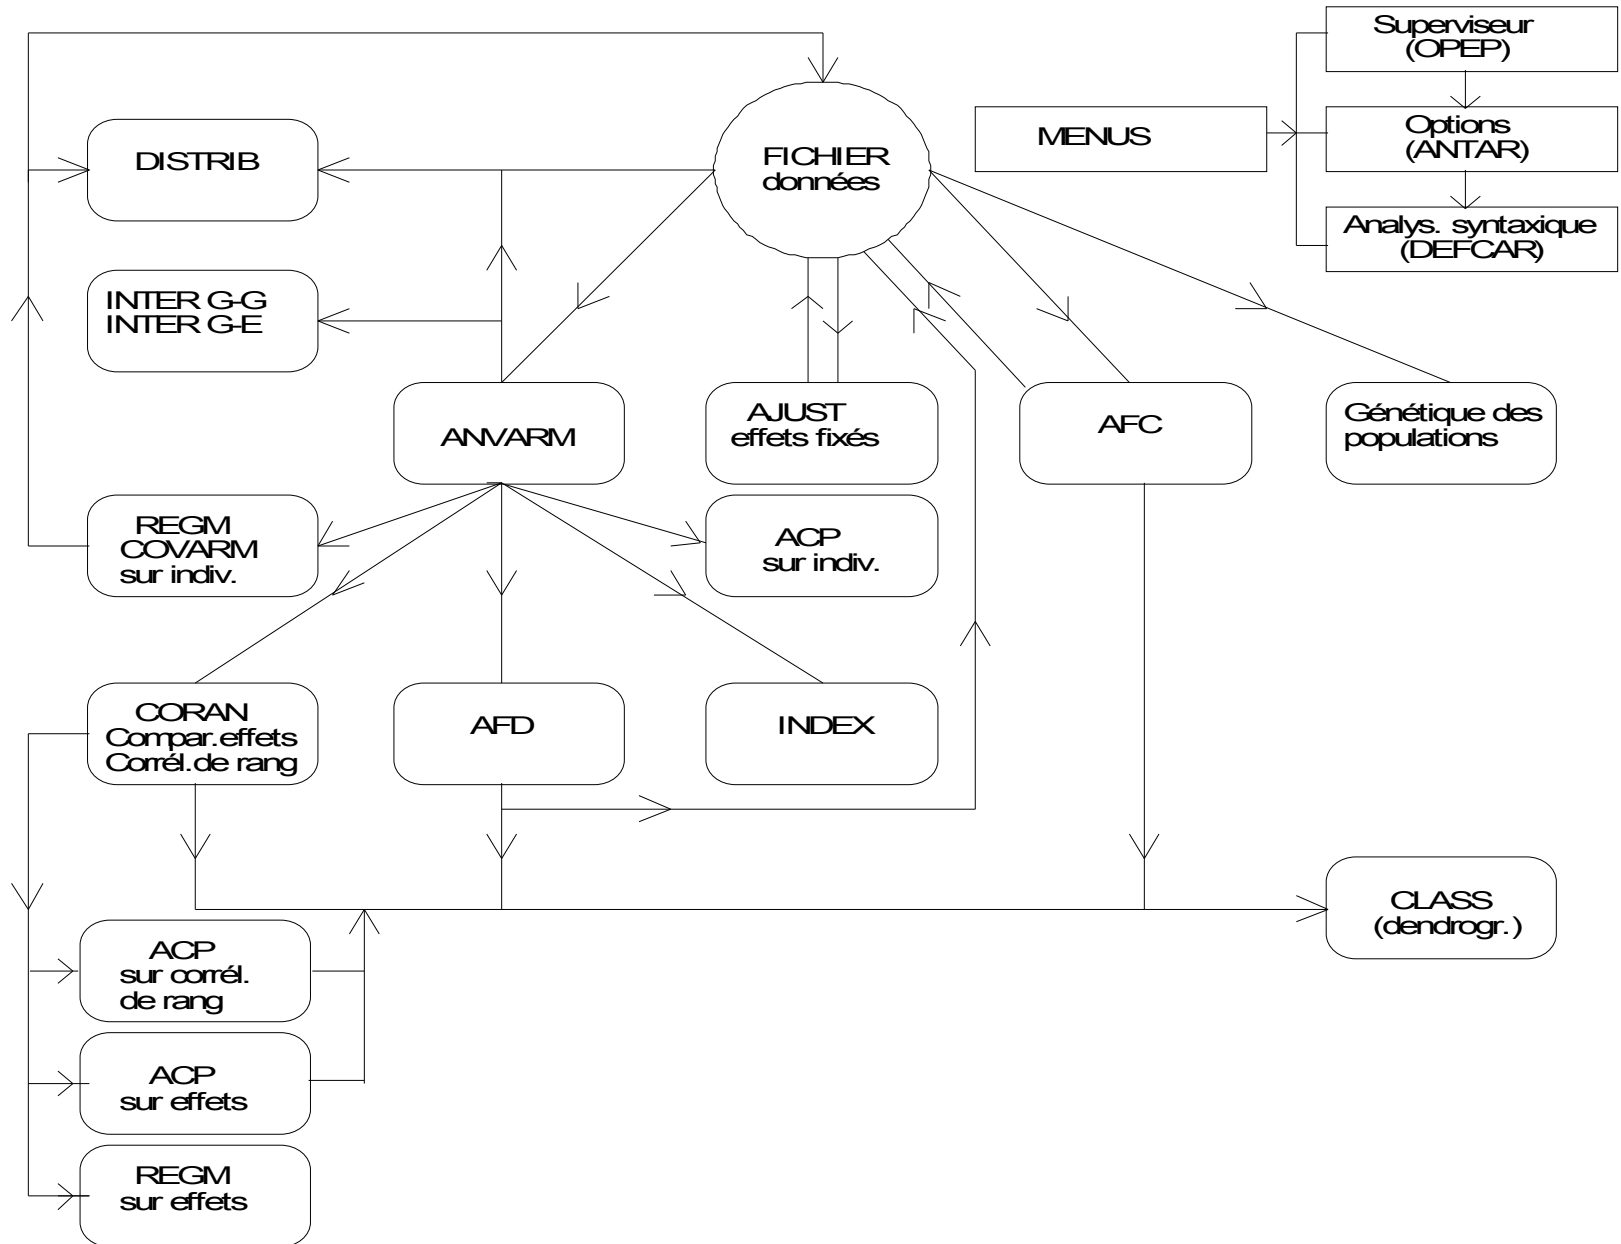 Superviseur
(OPEP)
MENUS
Options
(ANTAR)
Analys. syntaxique
(DEFCAR)
DISTRIB
FICHIER
données
INTER G-G
INTER G-E
ANVARM
AJUST
effets fixés
AFC
Génétique des
populations
REGM
COVARM
sur indiv.
ACP
sur indiv.
CORAN
Compar.effets
Corrél.de rang
AFD
INDEX
CLASS
(dendrogr.)
ACP
sur corrél.
de rang
ACP
sur effets
REGM
sur effets